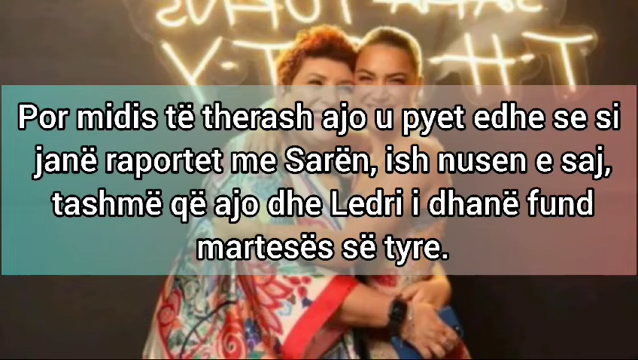 Por midis të therash ajo u pyet edhe se si
janë raportet me Sarën, ish nusen e saj,
tashmë që ajo dhe Ledri i dhanë fund
martesës së tyre.